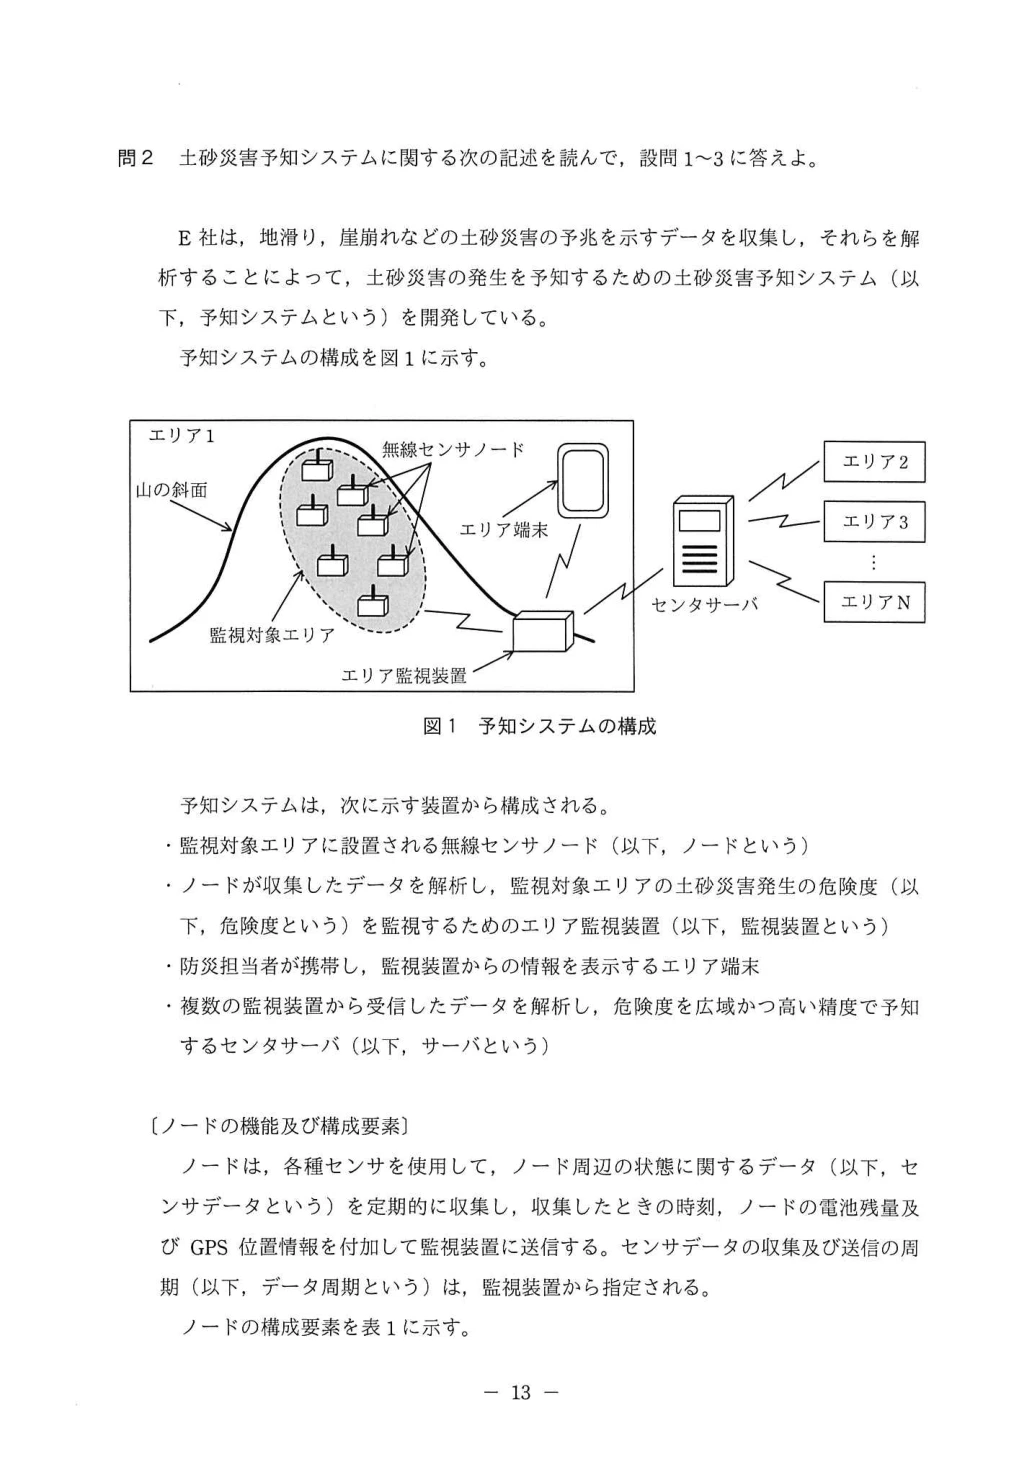 問2　土砂災害予知システムに関する次の記述を読んで，設問1～3に答えよ。
E社は，地滑り，崖崩れなどの土砂災害の予兆を示すデータを収集し，それらを解
析することによって，土砂災害の発生を予知するための土砂災害予知システム（以
下，予知システムという）を開発している。
予知システムの構成を図1に示す。
エリア1
無線センサノード
山の斜面
エリア端末
監視対象エリア
エリア監視装置
センタサーバ
エリア2
エリア3
⋮
エリアN
図1　予知システムの構成
予知システムは，次に示す装置から構成される。
・監視対象エリアに設置される無線センサノード（以下，ノードという）
・ノードが収集したデータを解析し，監視対象エリアの土砂災害発生の危険度（以
下，危険度という）を監視するためのエリア監視装置（以下，監視装置という）
・防災担当者が携帯し，監視装置からの情報を表示するエリア端末
・複数の監視装置から受信したデータを解析し，危険度を広域かつ高い精度で予知
するセンタサーバ（以下，サーバという）
〔ノードの機能及び構成要素〕
ノードは，各種センサを使用して，ノード周辺の状態に関するデータ（以下，セ
ンサデータという）を定期的に収集し，収集したときの時刻，ノードの電池残量及
び GPS 位置情報を付加して監視装置に送信する。センサデータの収集及び送信の周
期（以下，データ周期という）は，監視装置から指定される。
ノードの構成要素を表1に示す。
－ 13 －